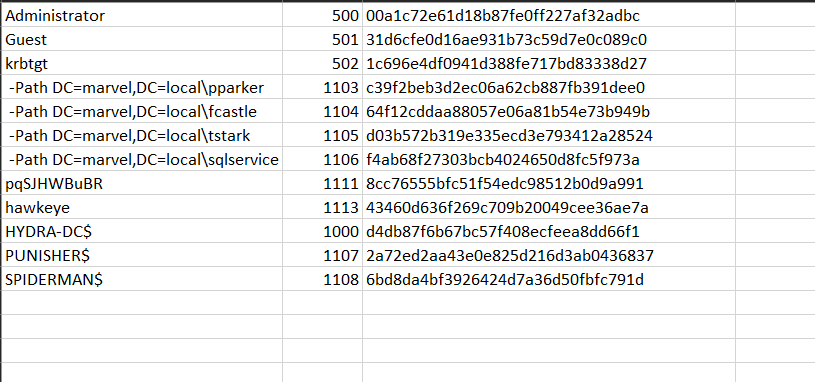 Administrator 500 00a1c72e61d18b87fe0ff227af32adbc
Guest 501 31d6cfe0d16ae931b73c59d7e0c089c0
krbtgt 502 1c696e4df0941d388fe717bd83338d27
-Path DC=marvel,DC=local\pparker 1103 c39f2beb3d2ec06a62cb887fb391dee0
-Path DC=marvel,DC=local\fcastle 1104 64f12cddaa88057e06a81b54e73b949b
-Path DC=marvel,DC=local\tstark 1105 d03b572b319e335ecd3e793412a28524
-Path DC=marvel,DC=local\sqlservice 1106 f4ab68f27303bcb4024650d8fc5f973a
pqSJHWBuBR 1111 8cc76555bfc51f54edc98512b0d9a991
hawkeye 1113 43460d636f269c709b20049cee36ae7a
HYDRA-DC$ 1000 d4db87f6b67bc57f408ecfeea8dd66f1
PUNISHER$ 1107 2a72ed2aa43e0e825d216d3ab0436837
SPIDERMAN$ 1108 6bd8da4bf3926424d7a36d50fbfc791d